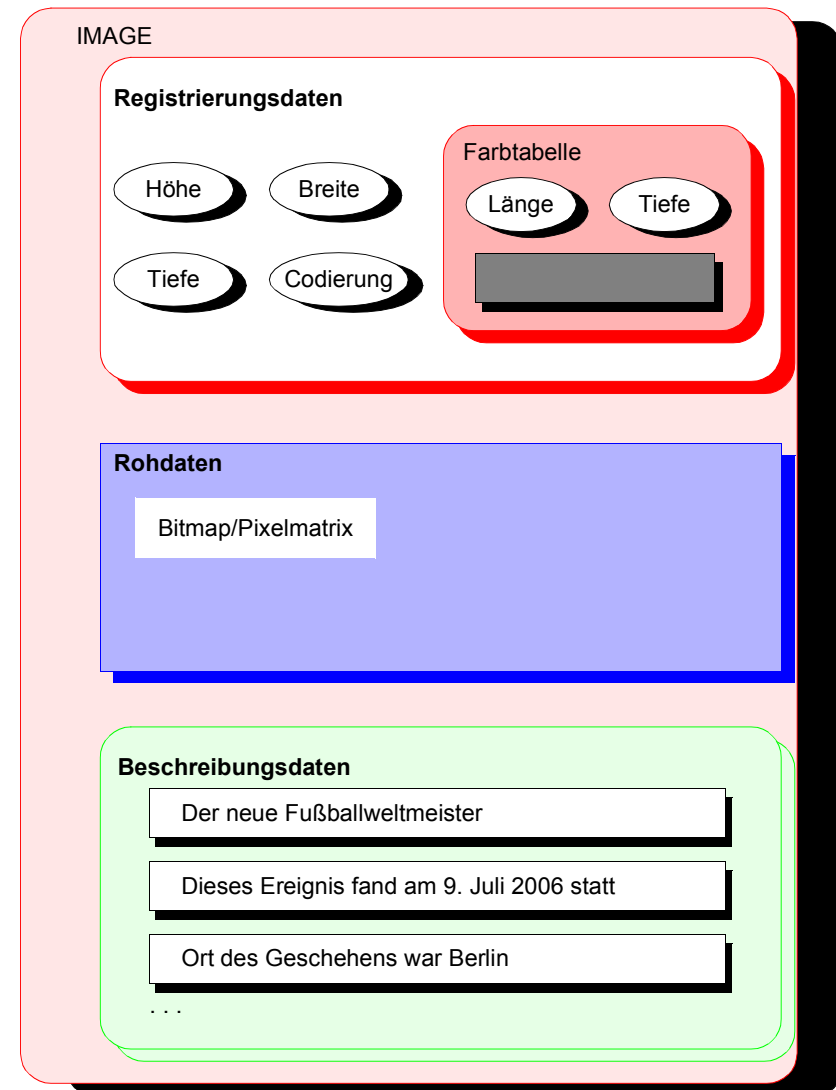 IMAGE
Registrierungsdaten
Höhe
Breite
Tiefe
Codierung
Farbtabelle
Länge
Tiefe
Rohdaten
Bitmap/Pixelmatrix
Beschreibungsdaten
Der neue Fußballweltmeister
Dieses Ereignis fand am 9. Juli 2006 statt
Ort des Geschehens war Berlin
. . .